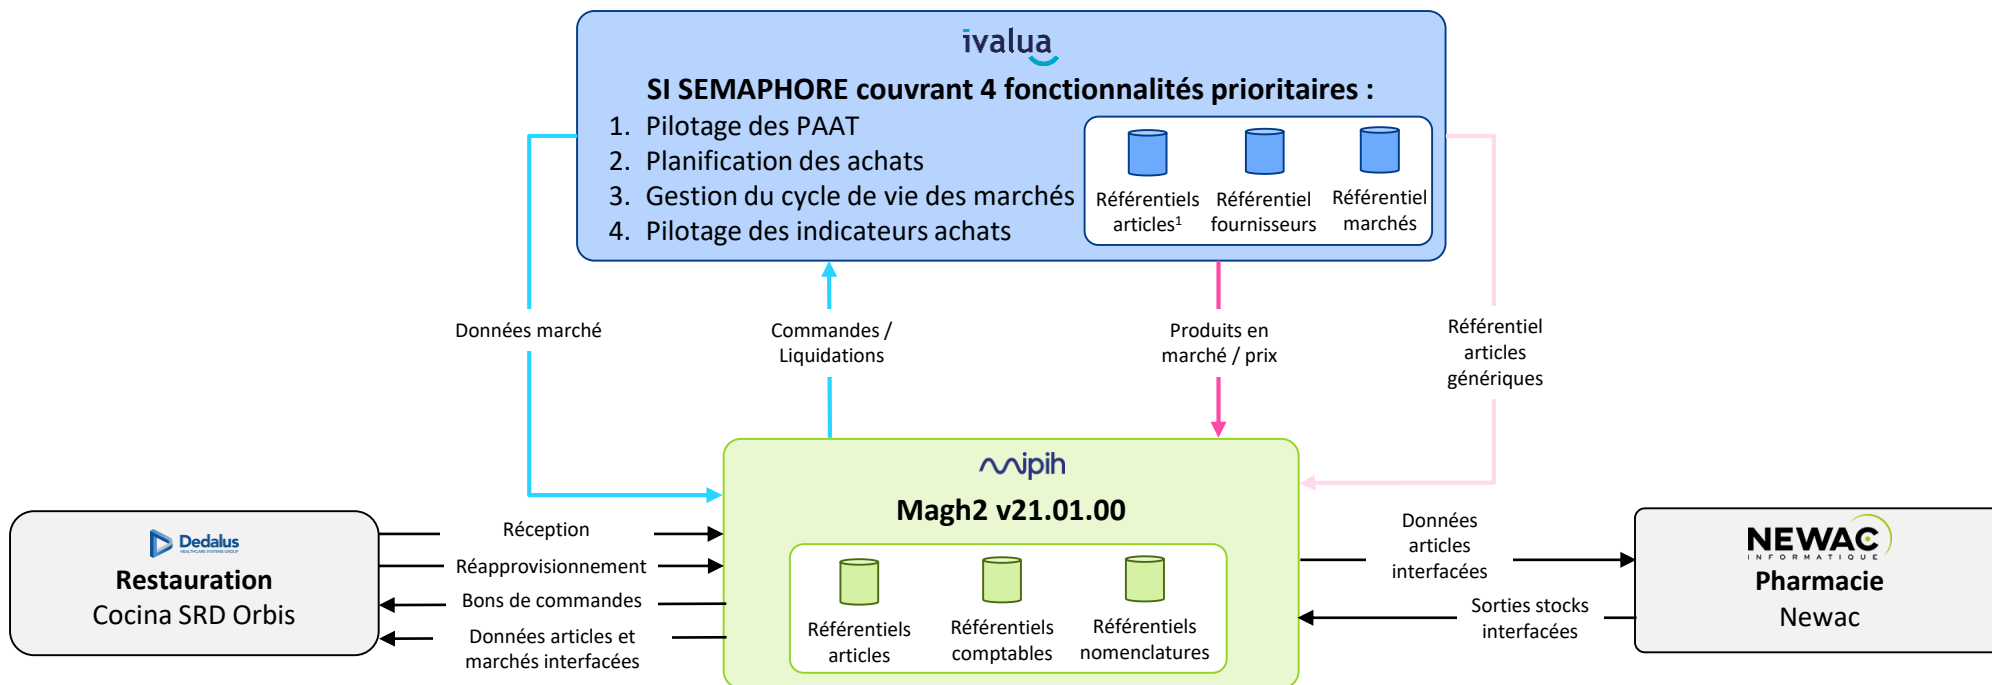 ivalua
SI SEMAPHORE couvrant 4 fonctionnalités prioritaires :
1. Pilotage des PAAT
2. Planification des achats
3. Gestion du cycle de vie des marchés
4. Pilotage des indicateurs achats
Référentiels
articles¹
Référentiel
fournisseurs
Référentiel
marchés
Données marché
Commandes /
Liquidations
Produits en
marché / prix
Référentiel
articles
génériques
mipih
Magh2 v21.01.00
Référentiels
articles
Référentiels
comptables
Référentiels
nomenclatures
Dedalus
HEALTHCARE SYSTEMS GROUP
Restauration
Cocina SRD Orbis
Réception
Réapprovisionnement
Bons de commandes
Données articles et
marchés interfacées
Données
articles
interfacées
Sorties stocks
interfacées
NEWAC
INFORMATIQUE
Pharmacie
Newac